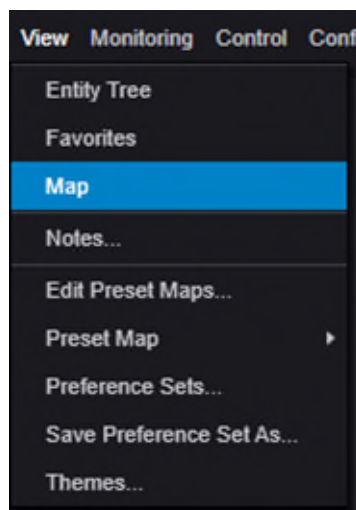 View Monitoring Control Conf
Entity Tree
Favorites
Map
Notes...
Edit Preset Maps...
Preset Map
Preference Sets...
Save Preference Set As...
Themes...